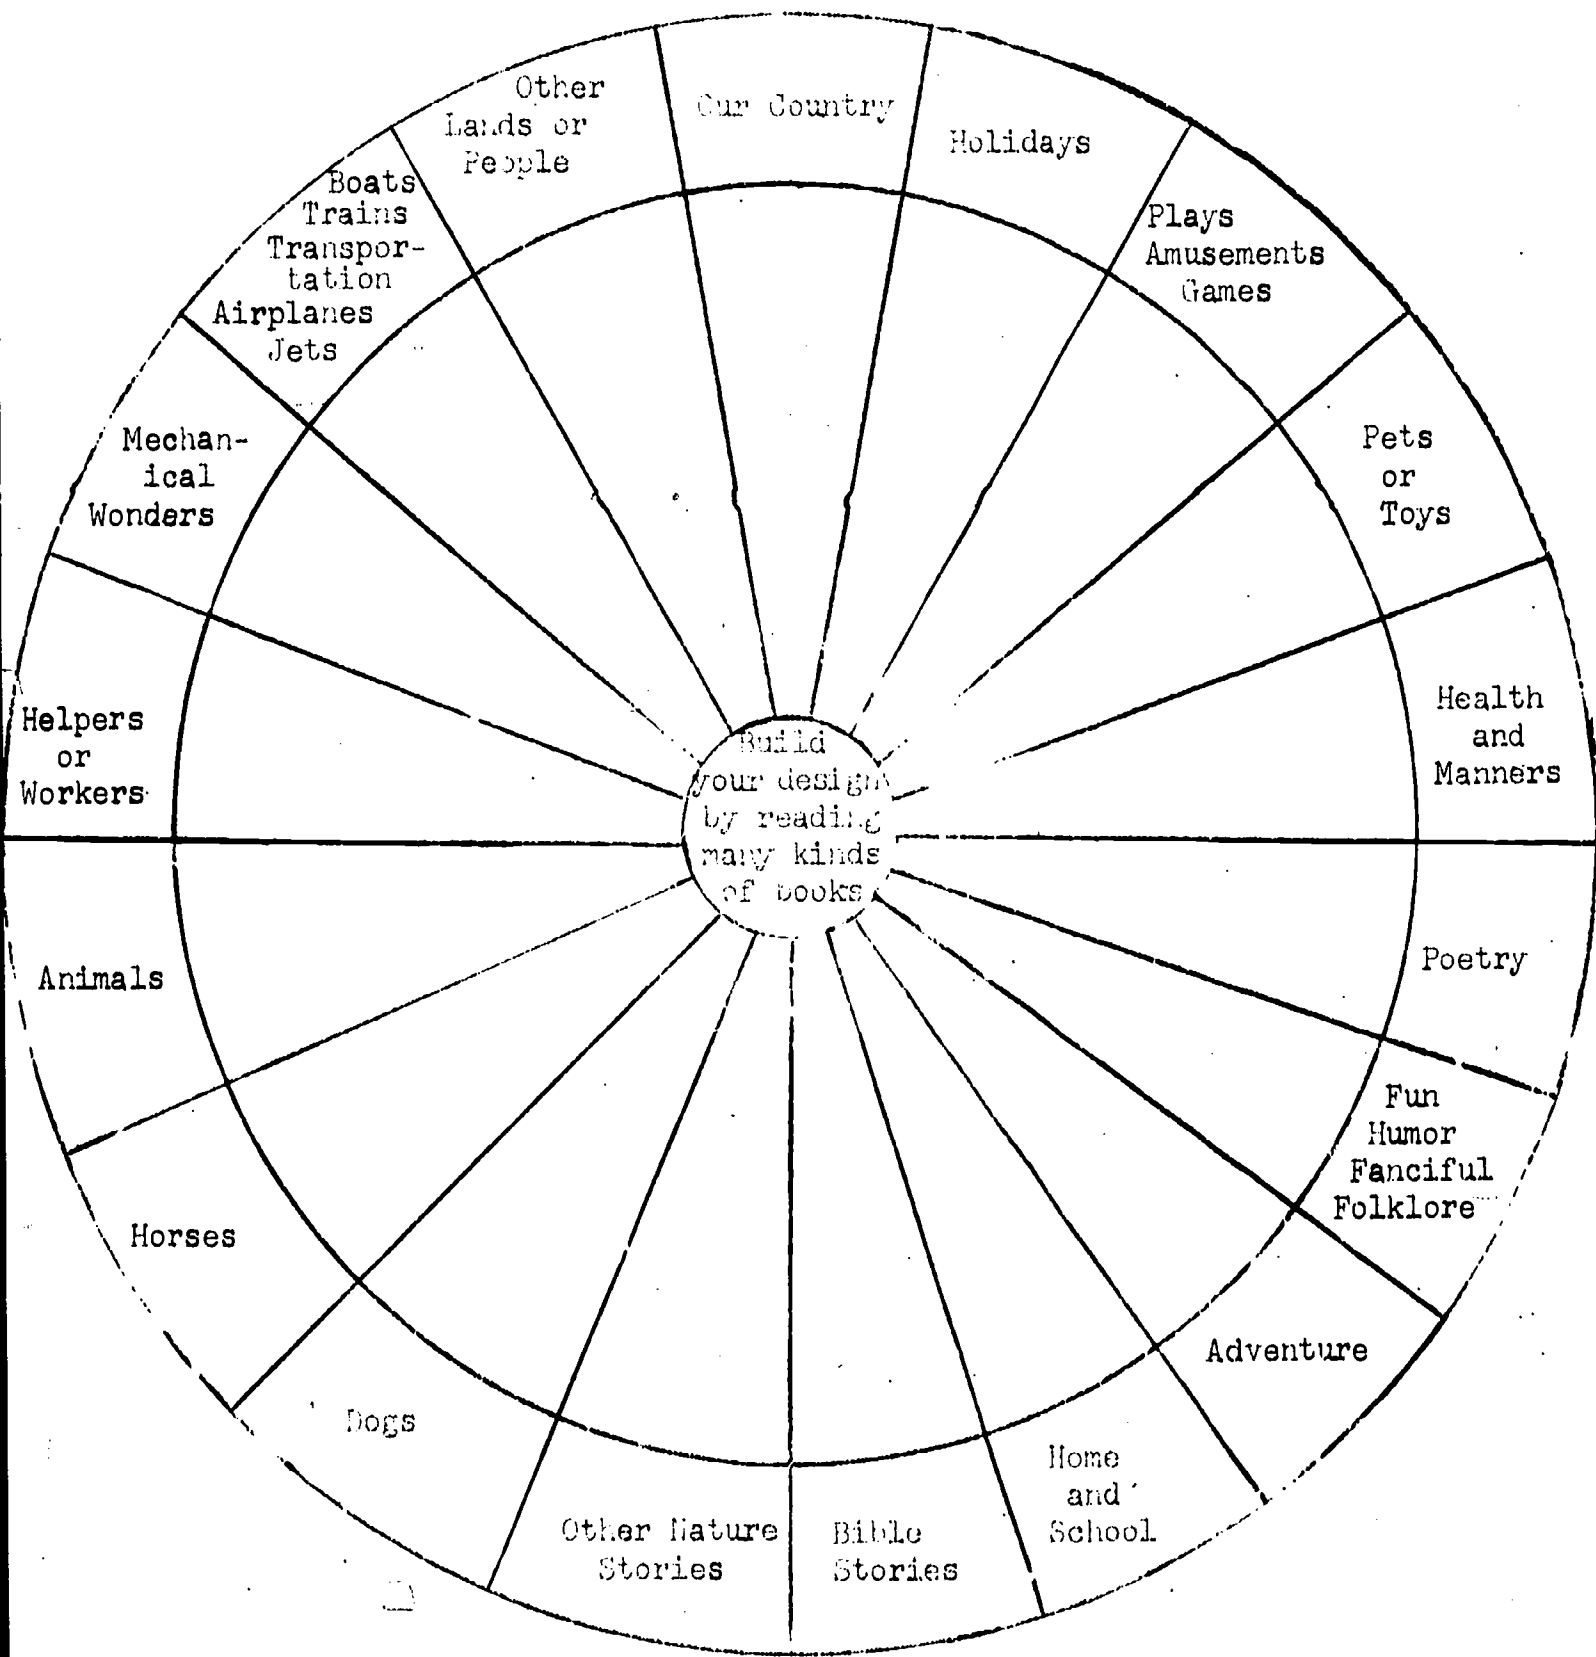 Our Country
Holidays
Plays
Amusements
Games
Pets
or
Toys
Health
and
Manners
Poetry
Fun
Humor
Fanciful
Folklore
Adventure
Home
and
School
Bible
Stories
Other Nature
Stories
Dogs
Horses
Animals
Helpers
or
Workers
Mechan-
ical
Wonders
Boats
Trains
Transpor-
tation
Airplanes
Jets
Other
Lands or
People
Build
your design
by reading
many kinds
of books